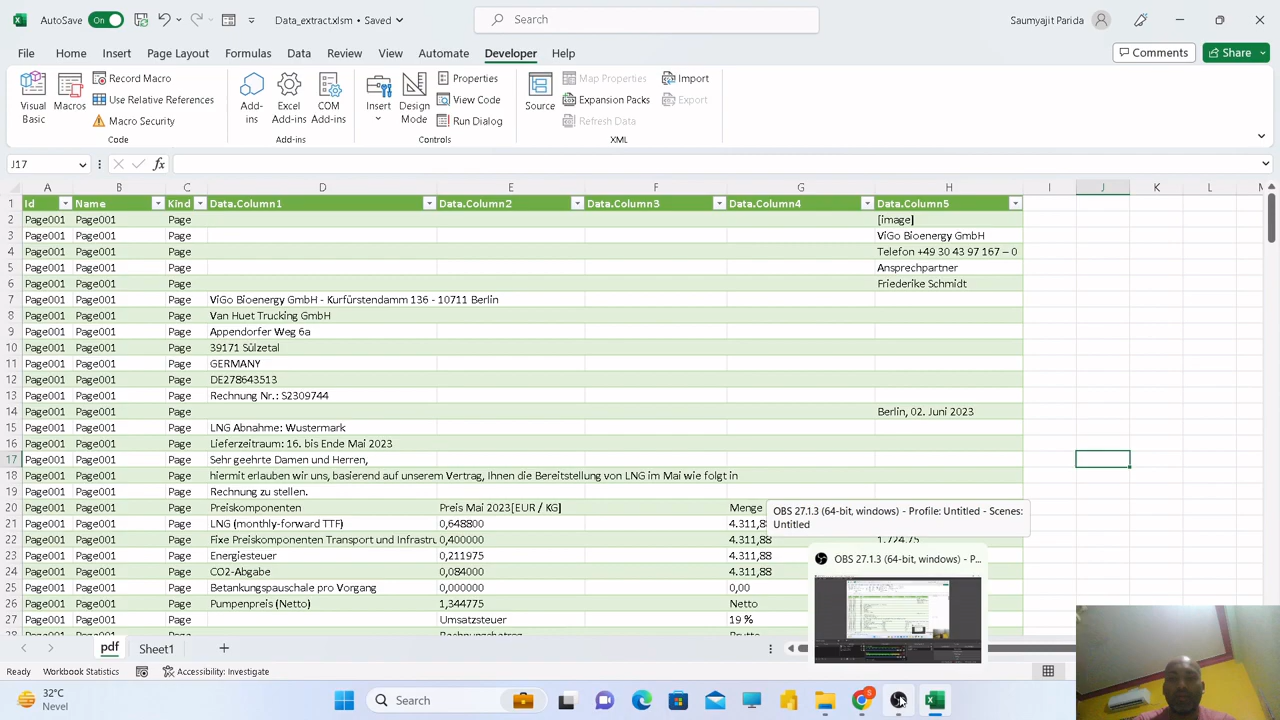 AutoSave On Data_extract.xlsm • Saved Search Saumyajit Parida
File Home Insert Page Layout Formulas Data Review View Automate Developer Help Comments Share
Visual Basic Macros Record Macro
Use Relative References
Macro Security
Code
Add-ins Excel Add-ins COM Add-ins
Add-ins
Insert Design Mode Properties
View Code
Run Dialog
Controls
Source Map Properties Import
Expansion Packs Export
Refresh Data
XML
J17 fx
A B C D E F G H I J K L
1 Id Name Kind Data.Column1 Data.Column2 Data.Column3 Data.Column4 Data.Column5
2 Page001 Page001 Page [image]
3 Page001 Page001 Page ViGo Bioenergy GmbH
4 Page001 Page001 Page Telefon +49 30 43 97 167 – 0
5 Page001 Page001 Page Ansprechpartner
6 Page001 Page001 Page Friederike Schmidt
7 Page001 Page001 Page ViGo Bioenergy GmbH - Kurfürstendamm 136 - 10711 Berlin
8 Page001 Page001 Page Van Huet Trucking GmbH
9 Page001 Page001 Page Appendorfer Weg 6a
10 Page001 Page001 Page 39171 Sülzetal
11 Page001 Page001 Page GERMANY
12 Page001 Page001 Page DE278643513
13 Page001 Page001 Page Rechnung Nr.: S2309744
14 Page001 Page001 Page Berlin, 02. Juni 2023
15 Page001 Page001 Page LNG Abnahme: Wustermark
16 Page001 Page001 Page Lieferzeitraum: 16. bis Ende Mai 2023
17 Page001 Page001 Page Sehr geehrte Damen und Herren,
18 Page001 Page001 Page hiermit erlauben wir uns, basierend auf unserem Vertrag, Ihnen die Bereitstellung von LNG im Mai wie folgt in
19 Page001 Page001 Page Rechnung zu stellen.
20 Page001 Page001 Page Preiskomponenten Preis Mai 2023[EUR / KG] Menge
21 Page001 Page001 Page LNG (monthly-forward TTF) 0,648800 4.311,88
22 Page001 Page001 Page Fixe Preiskomponenten Transport und Infrastru 0,400000 4.311,88 1.724,75
23 Page001 Page001 Page Energiesteuer 0,211975 4.311,88
24 Page001 Page001 Page CO2-Abgabe 0,084000 4.311,88
25 Page001 Page001 Page Betankungspauschale pro Vorgang 0,000000 0,00
26 Page001 Page001 Page Pumpenpreis (Netto) 1,344775 Netto
27 Page001 Page001 Page Umsatzsteuer 19 %
OBS 27.1.3 (64-bit, windows) - Profile: Untitled - Scenes:
Untitled
OBS 27.1.3 (64-bit, windows) - P...
pdf Sheet1
Ready Workbook Statistics Accessibility: Investigate
32°C
Nevel
Search
8